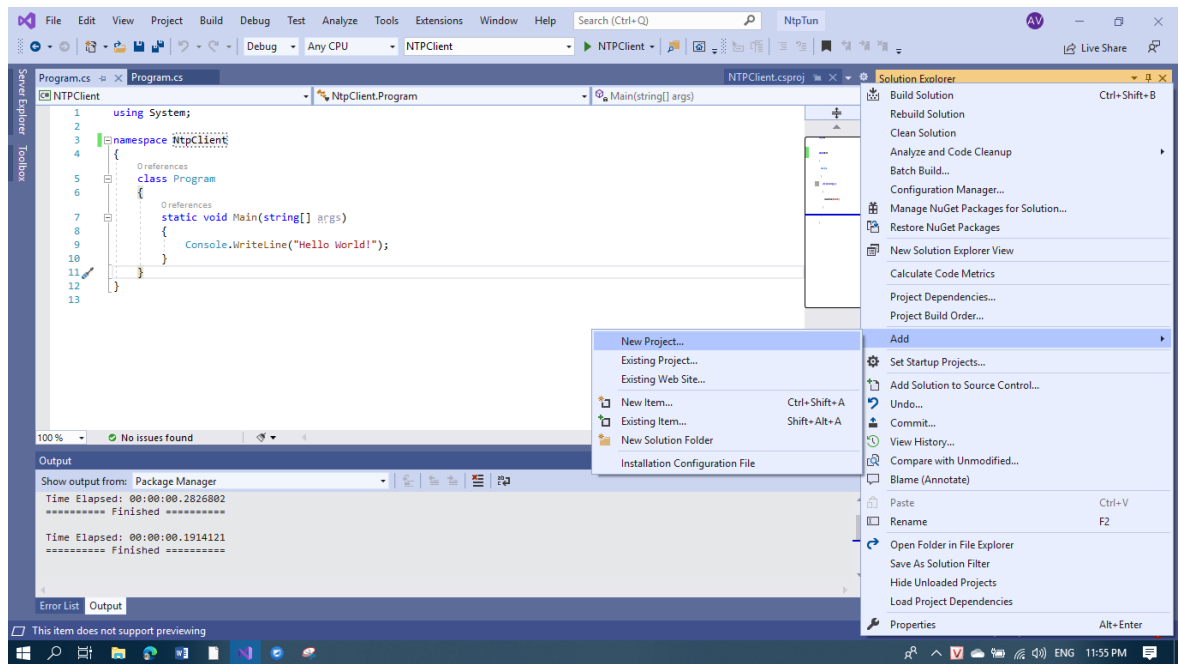 File Edit View Project Build Debug Test Analyze Tools Extensions Window Help Search (Ctrl+Q) NtpTun AV
Debug Any CPU NTPClient NTPClient Live Share
Server Explorer
Toolbox
Program.cs Program.cs NTPClient.csproj
NTPClient NtpClient.Program Main(string[] args)
1 using System;
2
3 namespace NtpClient
4 {
0 references
5 class Program
6 {
0 references
7 static void Main(string[] args)
8 {
9 Console.WriteLine("Hello World!");
10 }
11 }
12 }
13
100 % No issues found
Output
Show output from: Package Manager
Time Elapsed: 00:00:00.2826802
========== Finished ==========
Time Elapsed: 00:00:00.1914121
========== Finished ==========
Error List Output
This item does not support previewing
New Project...
Existing Project...
Existing Web Site...
New Item... Ctrl+Shift+A
Existing Item... Shift+Alt+A
New Solution Folder
Installation Configuration File
Solution Explorer
Build Solution Ctrl+Shift+B
Rebuild Solution
Clean Solution
Analyze and Code Cleanup
Batch Build...
Configuration Manager...
Manage NuGet Packages for Solution...
Restore NuGet Packages
New Solution Explorer View
Calculate Code Metrics
Project Dependencies...
Project Build Order...
Add
Set Startup Projects...
Add Solution to Source Control...
Undo...
Commit...
View History...
Compare with Unmodified...
Blame (Annotate)
Paste Ctrl+V
Rename F2
Open Folder in File Explorer
Save As Solution Filter
Hide Unloaded Projects
Load Project Dependencies
Properties Alt+Enter
ENG 11:55 PM